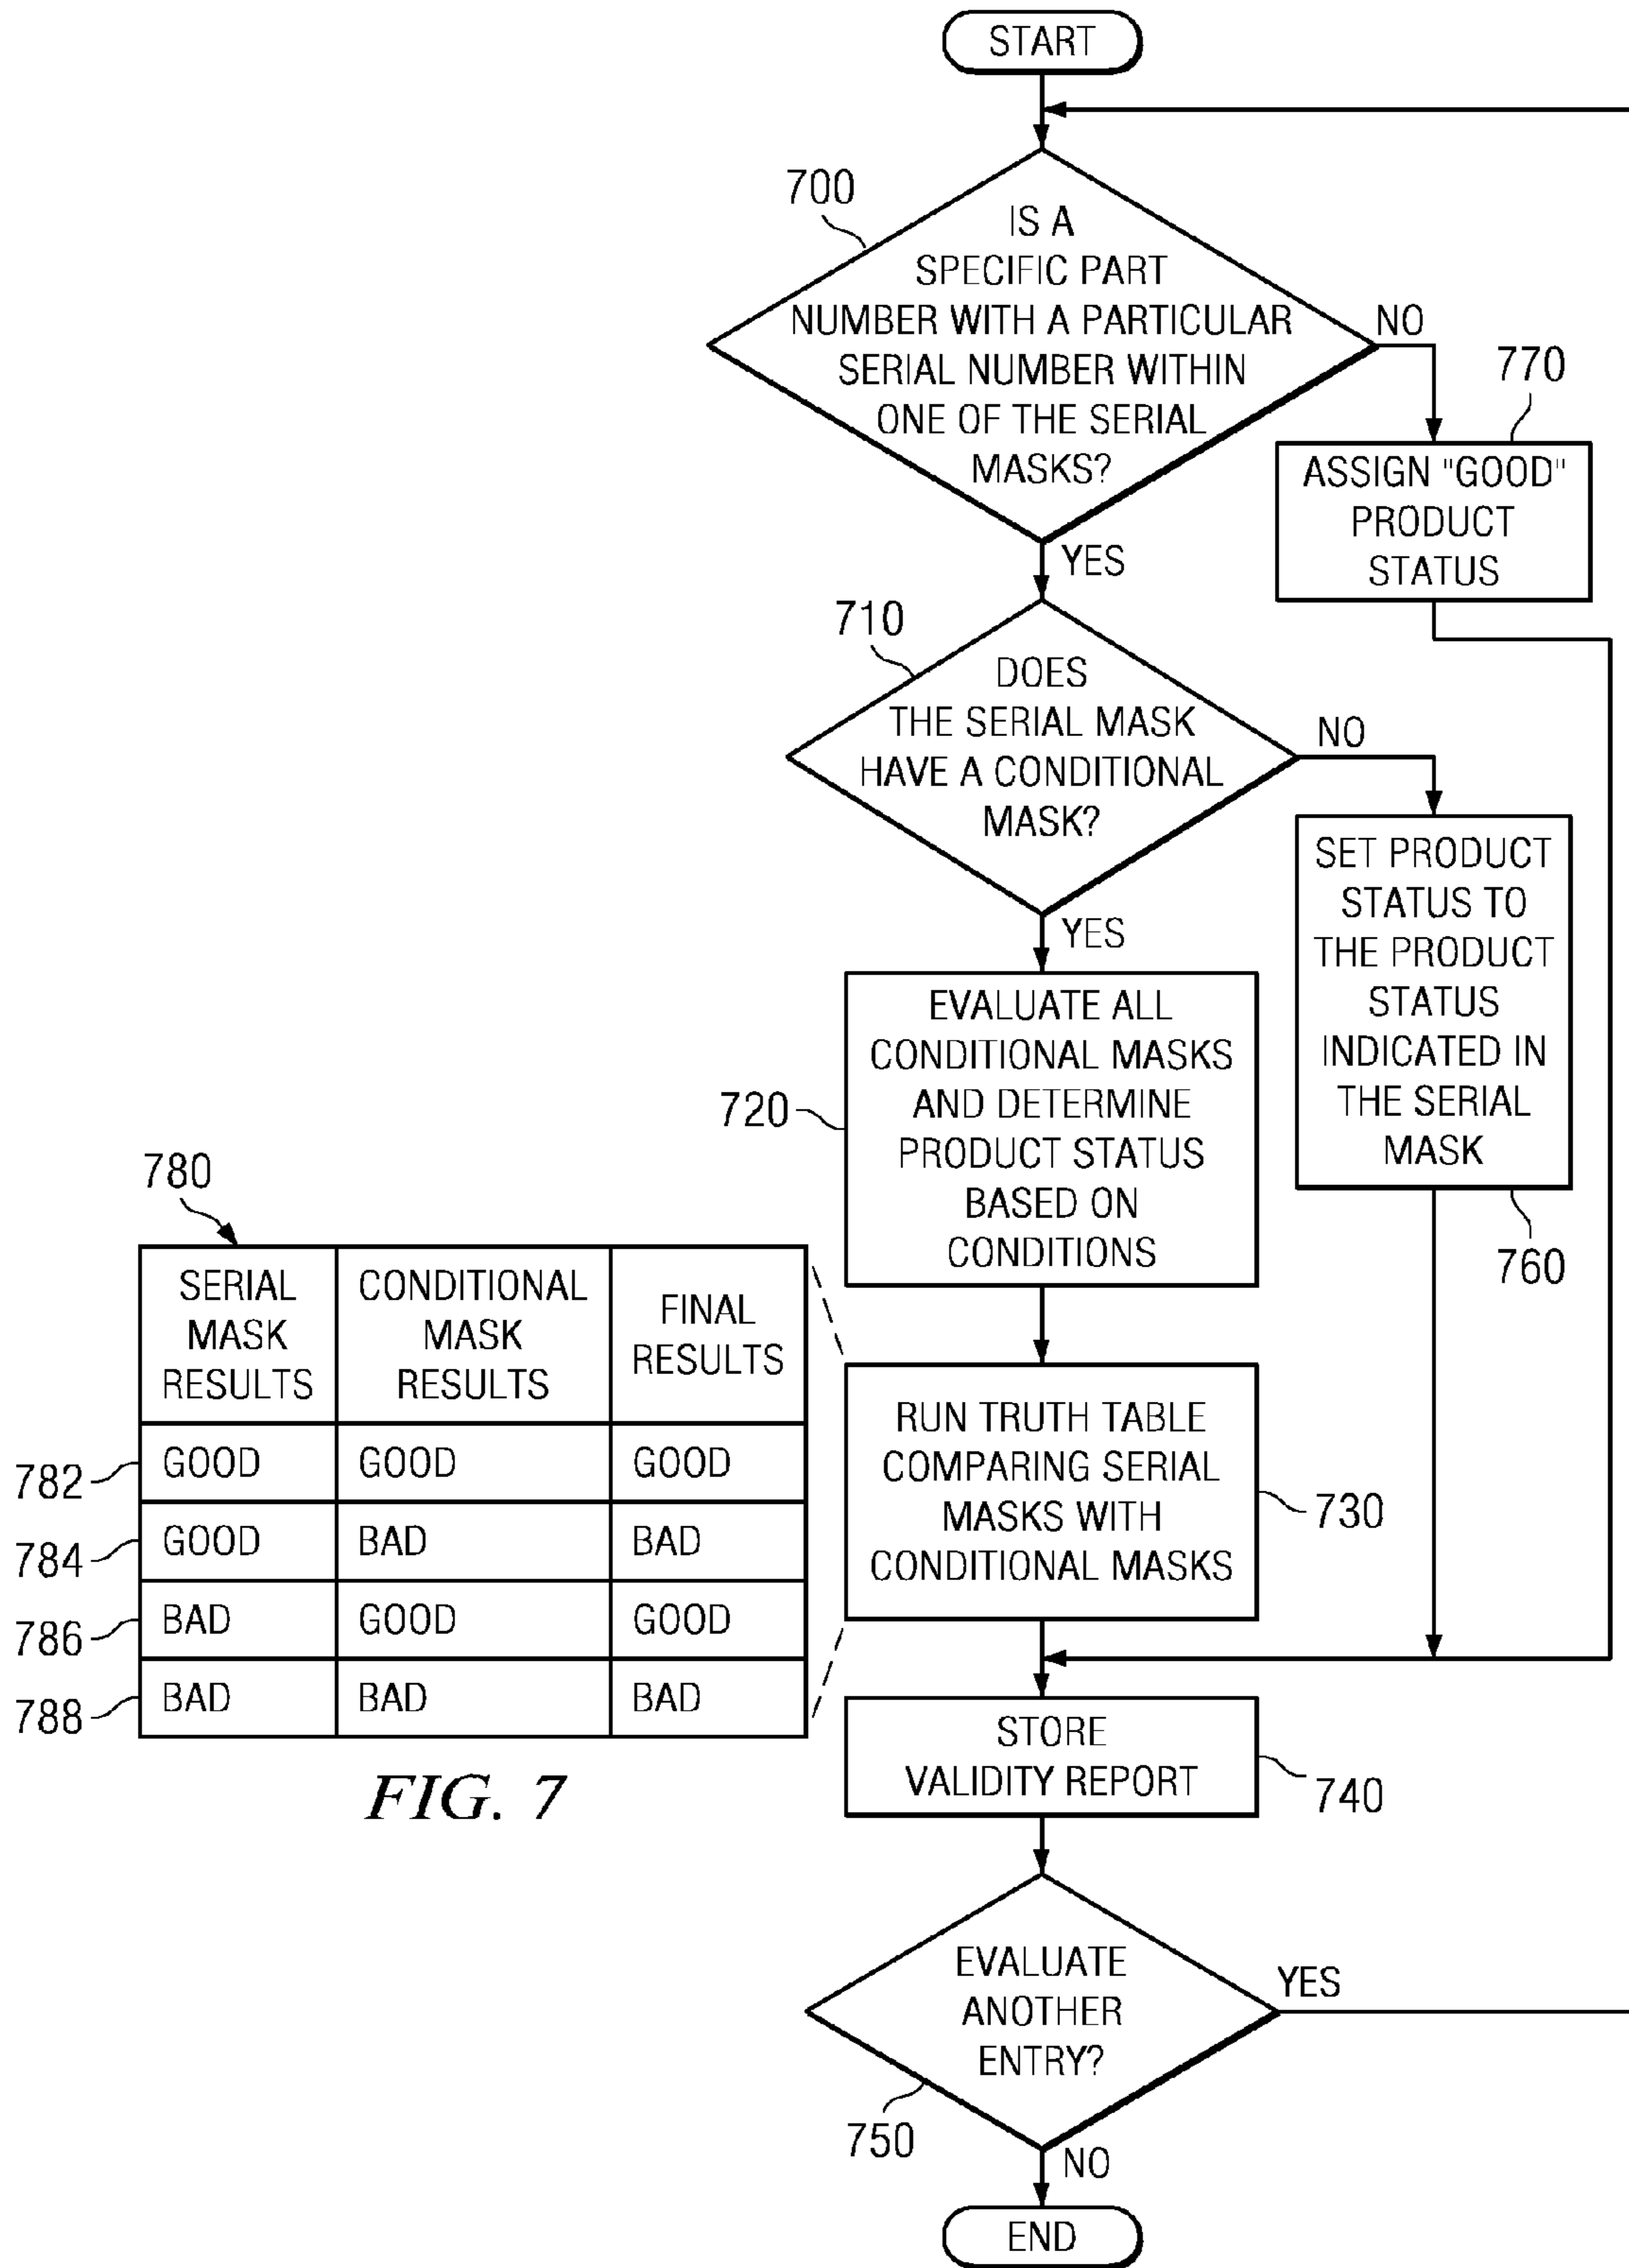 START
700
IS A
SPECIFIC PART
NUMBER WITH A PARTICULAR
SERIAL NUMBER WITHIN
ONE OF THE SERIAL
MASKS?
NO
770
ASSIGN "GOOD"
PRODUCT
STATUS
YES
710
DOES
THE SERIAL MASK
HAVE A CONDITIONAL
MASK?
NO
SET PRODUCT
STATUS TO
THE PRODUCT
STATUS
INDICATED IN
THE SERIAL
MASK
760
YES
720
EVALUATE ALL
CONDITIONAL MASKS
AND DETERMINE
PRODUCT STATUS
BASED ON
CONDITIONS
780
SERIAL
MASK
RESULTS
CONDITIONAL
MASK
RESULTS
FINAL
RESULTS
782
GOOD
GOOD
GOOD
784
GOOD
BAD
BAD
786
BAD
GOOD
GOOD
788
BAD
BAD
BAD
RUN TRUTH TABLE
COMPARING SERIAL
MASKS WITH
CONDITIONAL MASKS
730
STORE
VALIDITY REPORT
740
FIG. 7
EVALUATE
ANOTHER
ENTRY?
YES
750
NO
END